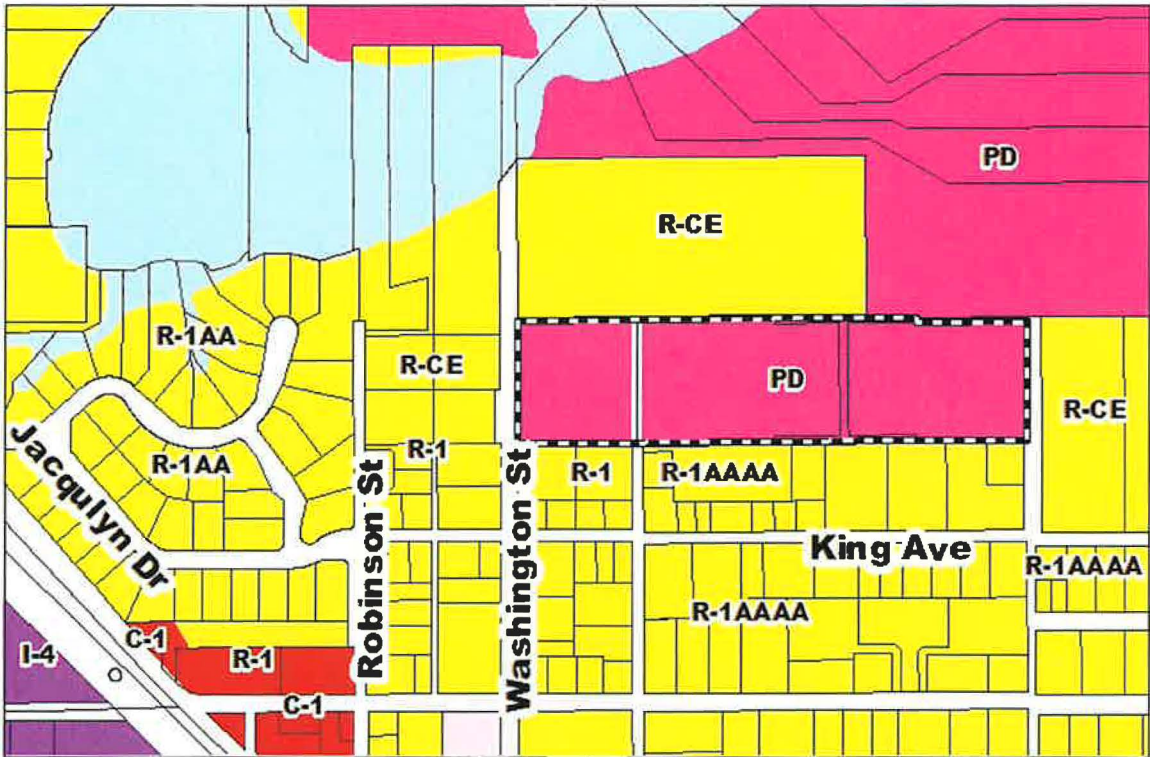 PD
R-CE
R-1AA
R-CE
PD
R-CE
R-1
R-1AA
R-1
R-1AAAA
Jacqulyn Dr
Robinson St
Washington St
King Ave
R-1AAAA
R-1AAAA
C-1
I-4
R-1
C-1